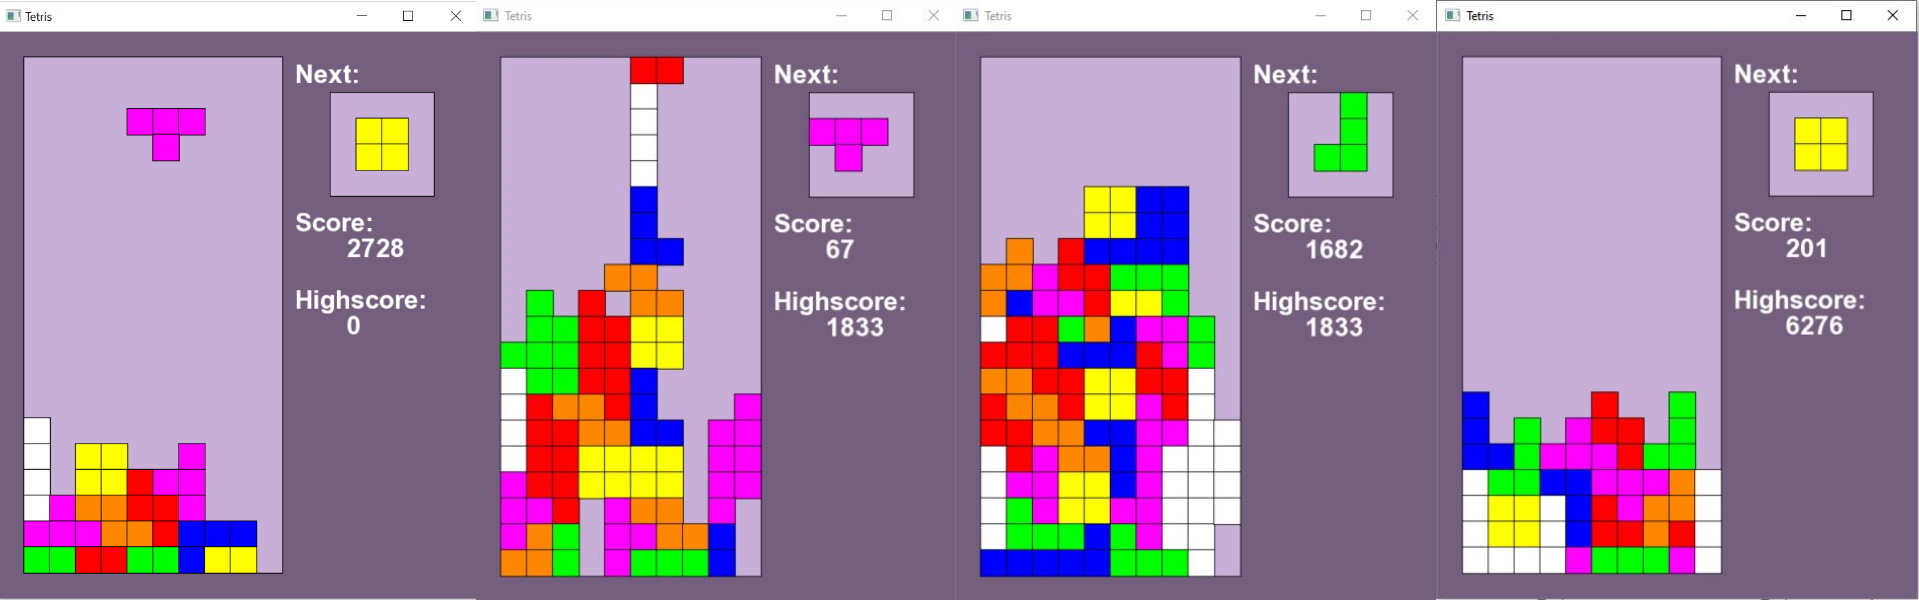 Tetris
Next:
Score:
2728
Highscore:
0
Tetris
Next:
Score:
67
Highscore:
1833
Tetris
Next:
Score:
1682
Highscore:
1833
Tetris
Next:
Score:
201
Highscore:
6276